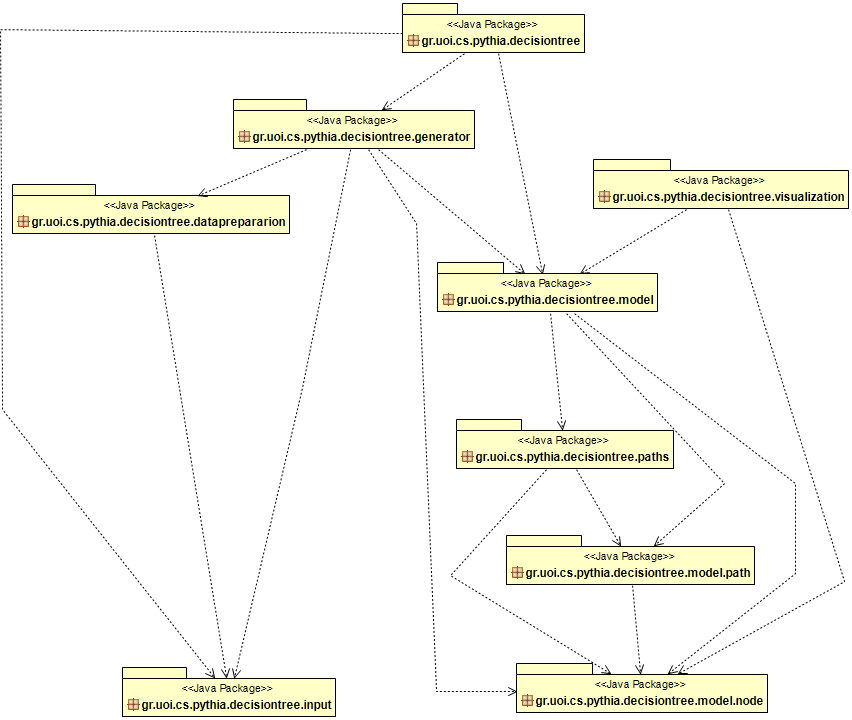 <<Java Package>>
gr.uoi.cs.pythia.decisiontree
<<Java Package>>
gr.uoi.cs.pythia.decisiontree.generator
<<Java Package>>
gr.uoi.cs.pythia.decisiontree.visualization
<<Java Package>>
gr.uoi.cs.pythia.decisiontree.dataprepararion
<<Java Package>>
gr.uoi.cs.pythia.decisiontree.model
<<Java Package>>
gr.uoi.cs.pythia.decisiontree.paths
<<Java Package>>
gr.uoi.cs.pythia.decisiontree.model.path
<<Java Package>>
gr.uoi.cs.pythia.decisiontree.input
<<Java Package>>
gr.uoi.cs.pythia.decisiontree.model.node